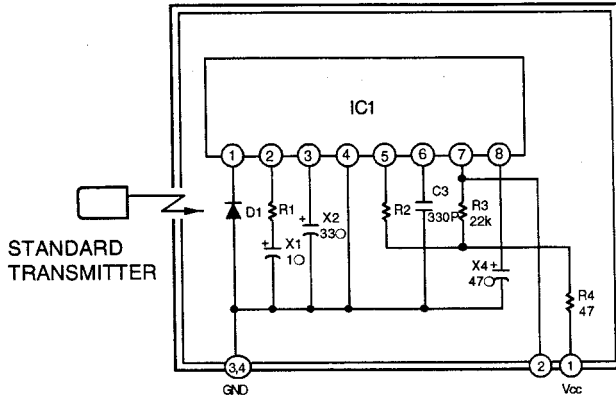 IC1
1 2 3 4 5 6 7 8
D1
R1
X1
1○
+
X2
33○
+
R2
C3
330P
R3
22k
X4
47○
+
R4
47
STANDARD
TRANSMITTER
3,4
GND
2
1
Vcc